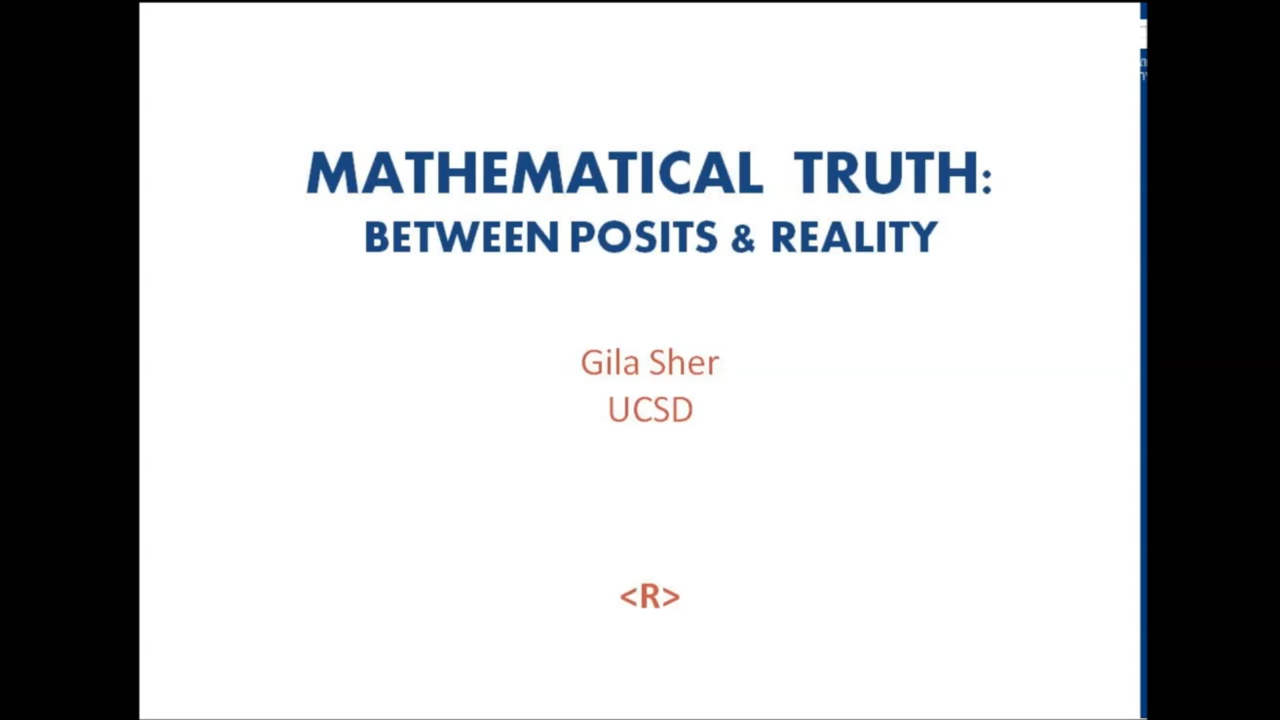 MATHEMATICAL TRUTH:
BETWEEN POSITS & REALITY
Gila Sher
UCSD
<R>